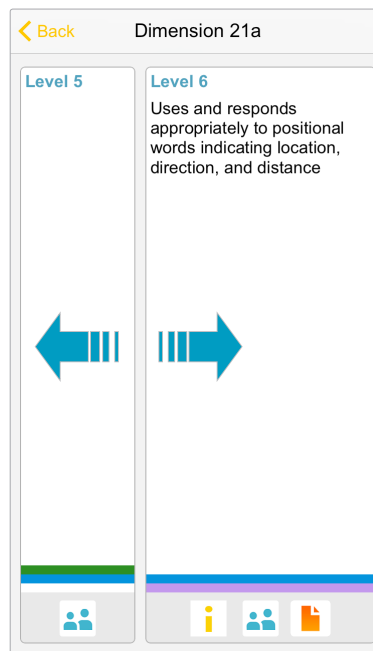 Back
Dimension 21a
Level 5
Level 6
Uses and responds
appropriately to positional
words indicating location,
direction, and distance